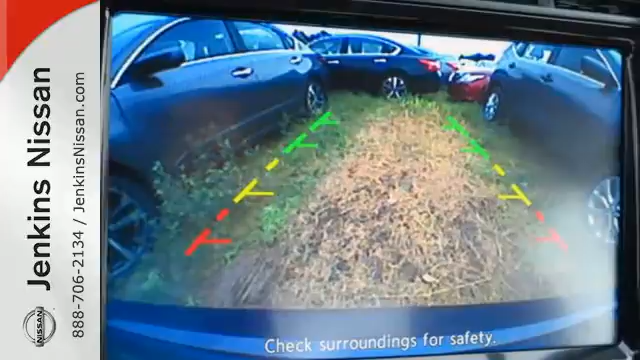 Jenkins Nissan
888-706-2134 / JenkinsNissan.com
NISSAN
Check surroundings for safety.